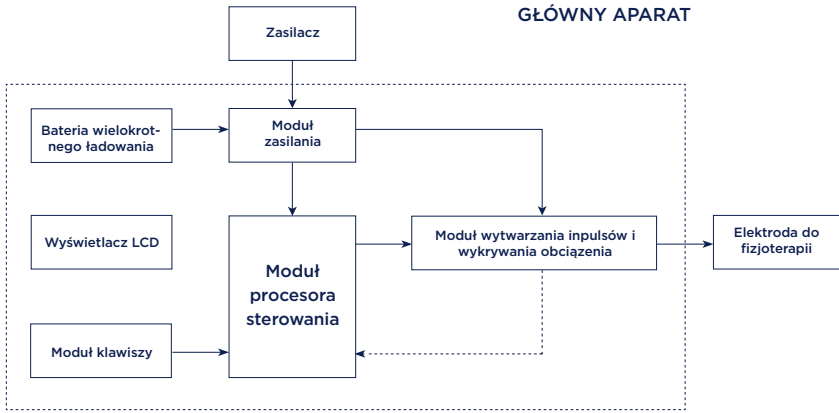 GŁÓWNY APARAT
Zasilacz
Bateria wielokrot-
nego ładowania
Moduł
zasilania
Wyświetlacz LCD
Moduł
procesora
sterowania
Moduł wytwarzania inpulsów i
wykrywania obciązenia
Elektroda do
fizjoterapii
Moduł klawiszy